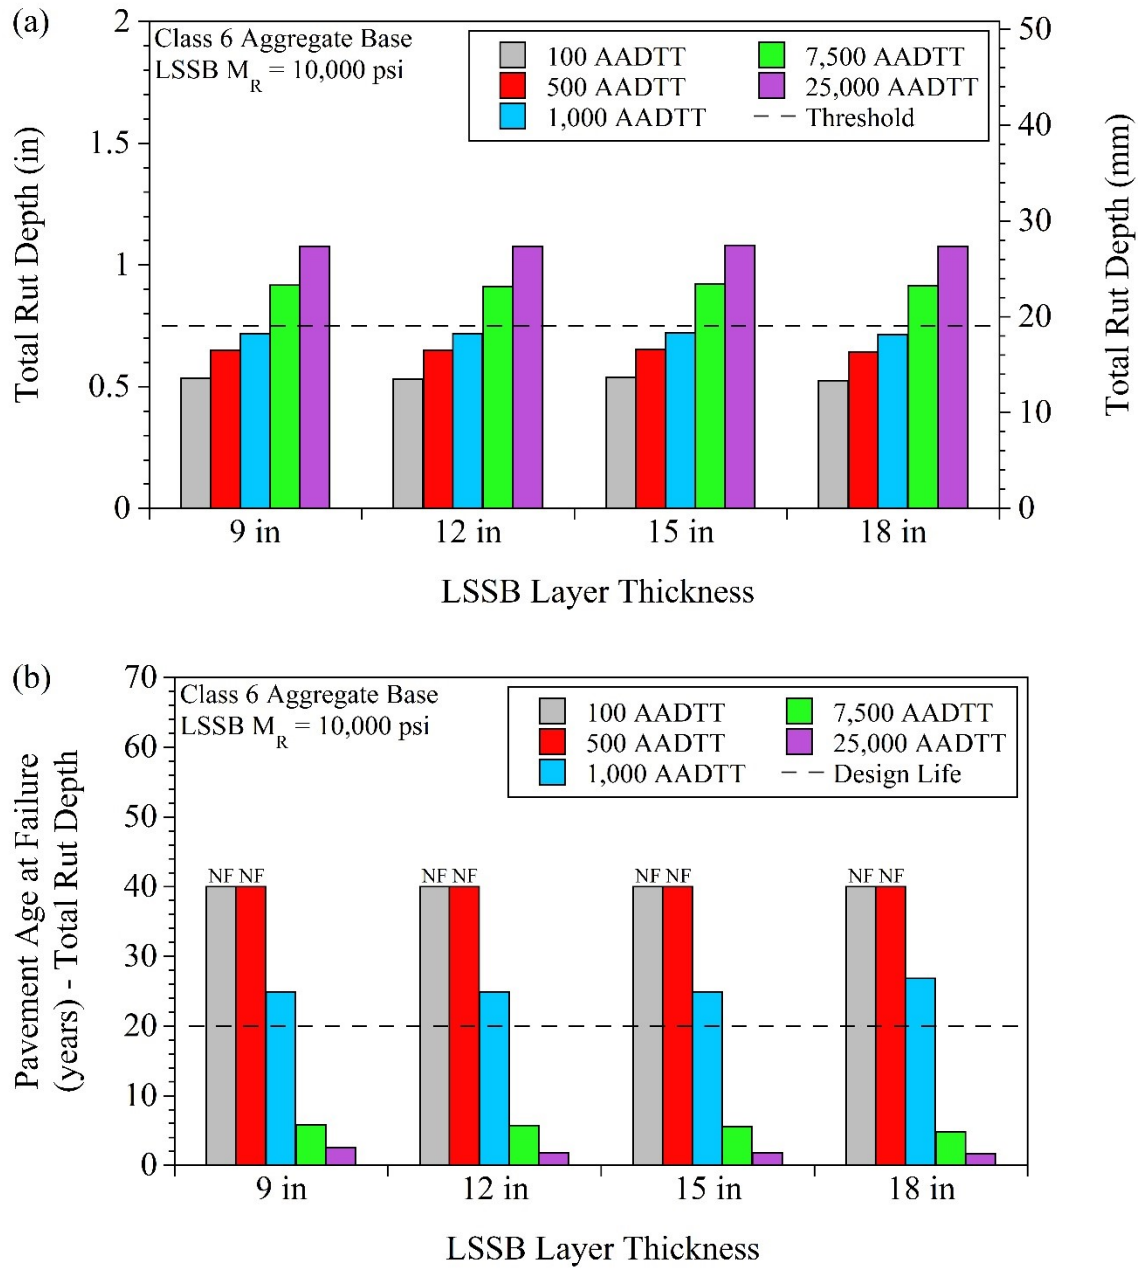 (a)
Class 6 Aggregate Base
LSSB M_R = 10,000 psi
100 AADTT
500 AADTT
1,000 AADTT
7,500 AADTT
25,000 AADTT
Threshold
Total Rut Depth (in)
2
1.5
1
0.5
0
Total Rut Depth (mm)
50
40
30
20
10
0
9 in
12 in
15 in
18 in
LSSB Layer Thickness
(b)
Class 6 Aggregate Base
LSSB M_R = 10,000 psi
100 AADTT
500 AADTT
1,000 AADTT
7,500 AADTT
25,000 AADTT
Design Life
Pavement Age at Failure
(years) - Total Rut Depth
70
60
50
40
30
20
10
0
NF NF
NF NF
NF NF
NF NF
9 in
12 in
15 in
18 in
LSSB Layer Thickness